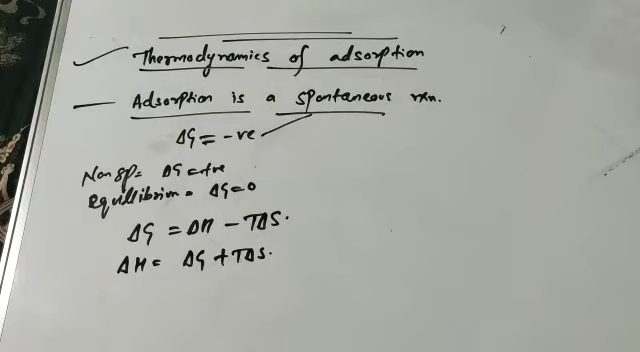 Thermodynamics of adsorption
Adsorption is a spontaneous rxn.
ΔG = -ve
Non sp = ΔG = +ve
equillibrium = ΔG = 0
ΔG = ΔH - TΔS.
ΔH = ΔG + TΔS.